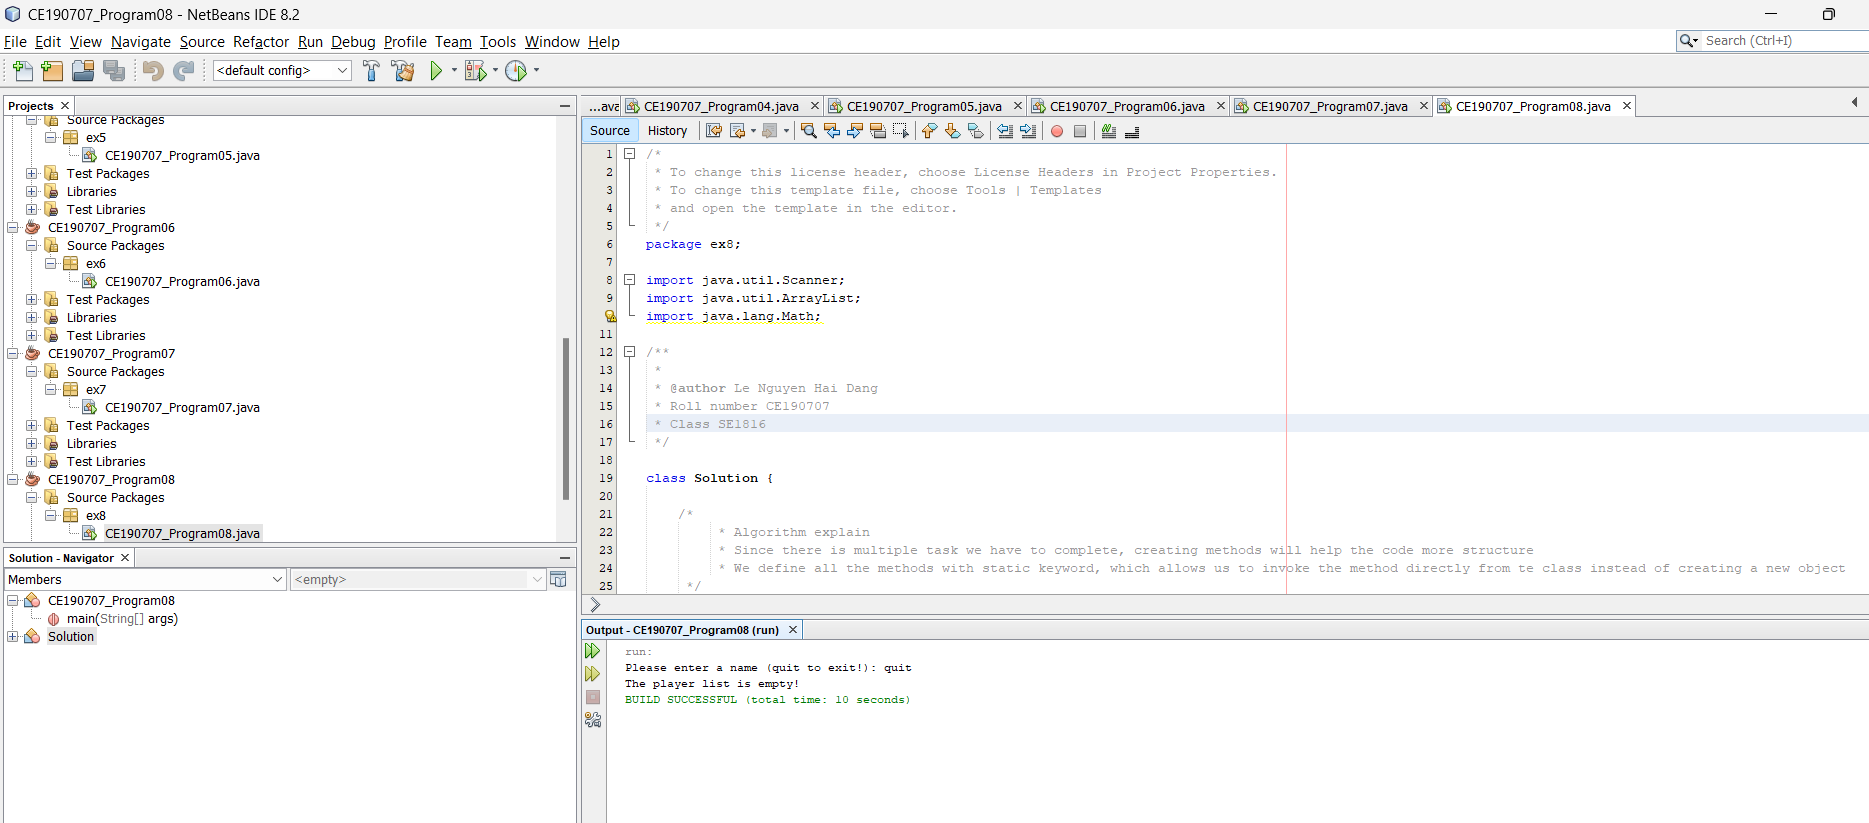 CE190707_Program08 - NetBeans IDE 8.2
File Edit View Navigate Source Refactor Run Debug Profile Team Tools Window Help
Search (Ctrl+I)
<default config>
Projects
Source Packages
ex5
CE190707_Program05.java
Test Packages
Libraries
Test Libraries
CE190707_Program06
Source Packages
ex6
CE190707_Program06.java
Test Packages
Libraries
Test Libraries
CE190707_Program07
Source Packages
ex7
CE190707_Program07.java
Test Packages
Libraries
Test Libraries
CE190707_Program08
Source Packages
ex8
CE190707_Program08.java
Solution - Navigator
Members <empty>
CE190707_Program08
main(String[] args)
Solution
...ava CE190707_Program04.java CE190707_Program05.java CE190707_Program06.java CE190707_Program07.java CE190707_Program08.java
Source History
1 /*
2 * To change this license header, choose License Headers in Project Properties.
3 * To change this template file, choose Tools | Templates
4 * and open the template in the editor.
5 */
6 package ex8;
7
8 import java.util.Scanner;
9 import java.util.ArrayList;
import java.lang.Math;
11
12 /**
13 *
14 * @author Le Nguyen Hai Dang
15 * Roll number CE190707
16 * Class SE1816
17 */
18
19 class Solution {
20
21 /*
22 * Algorithm explain
23 * Since there is multiple task we have to complete, creating methods will help the code more structure
24 * We define all the methods with static keyword, which allows us to invoke the method directly from te class instead of creating a new object
25 */
Output - CE190707_Program08 (run)
run:
Please enter a name (quit to exit!): quit
The player list is empty!
BUILD SUCCESSFUL (total time: 10 seconds)